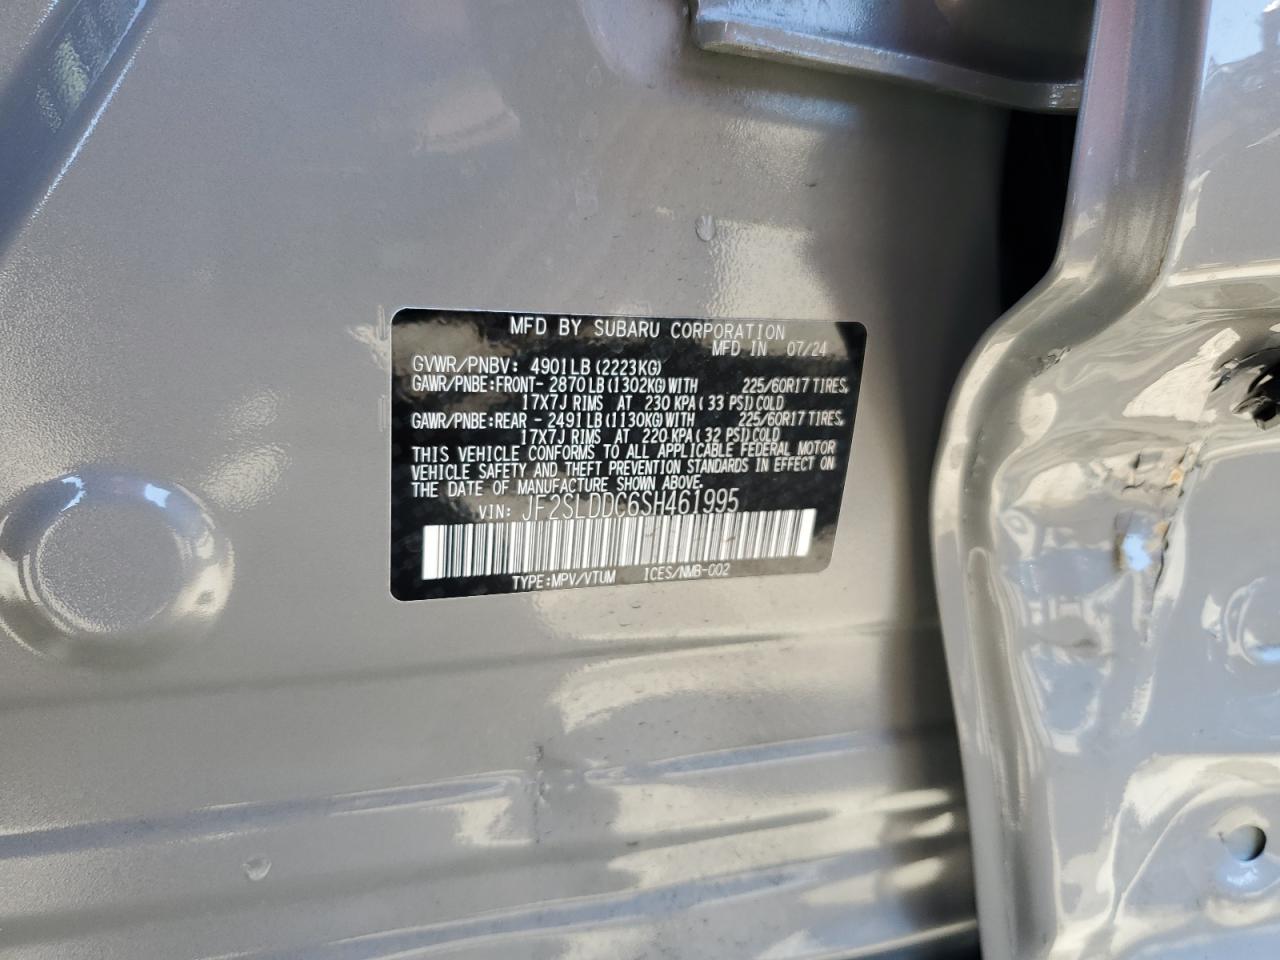 MFD BY SUBARU CORPORATION
MFD IN 07/24
GVWR/PNBV: 4901LB (2223KG)
GAWR/PNBE:FRONT- 2870LB (1302KG) WITH 225/60R17 TIRES,
17X7J RIMS AT 230 KPA( 33 PSI) COLD
GAWR/PNBE:REAR - 2491LB (1130KG) WITH 225/60R17 TIRES,
17X7J RIMS AT 220 KPA( 32 PSI) COLD
THIS VEHICLE CONFORMS TO ALL APPLICABLE FEDERAL MOTOR
VEHICLE SAFETY AND THEFT PREVENTION STANDARDS IN EFFECT ON
THE DATE OF MANUFACTURE SHOWN ABOVE.
VIN: JF2SLDDC6SH461995
TYPE:MPV/VTUM ICES/NMB-002